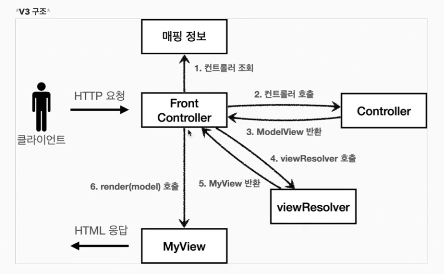 "V3 구조"
매핑 정보
1. 컨트롤러 조회
HTTP 요청
2. 컨트롤러 호출
Front
Controller
Controller
클라이언트
3. ModelView 반환
4. viewResolver 호출
6. render(model) 호출
5. MyView 반환
viewResolver
HTML 응답
MyView